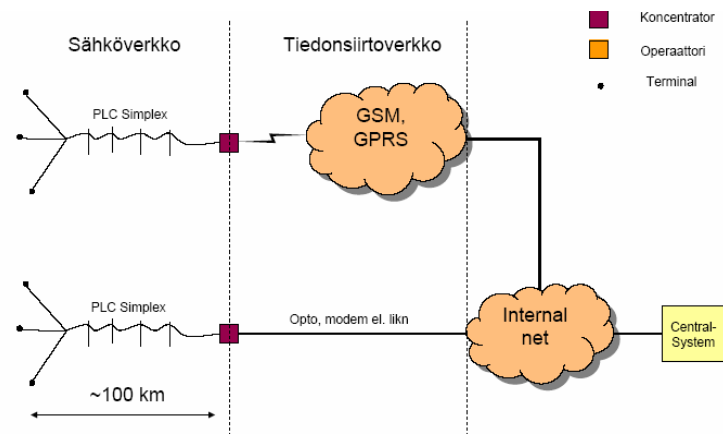 Koncentrator
Sähköverkko
Tiedonsiirtoverkko
Operaattori
Terminal
PLC Simplex
GSM,
GPRS
PLC Simplex
Opto, modem el. likn
Internal
net
Central-
System
~100 km